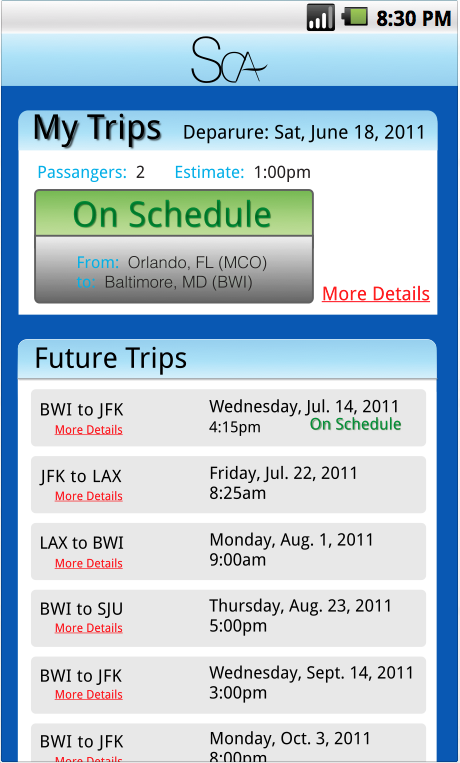 8:30 PM
SCA
My Trips Deparure: Sat, June 18, 2011
Passangers: 2 Estimate: 1:00pm
On Schedule
From: Orlando, FL (MCO)
to: Baltimore, MD (BWI)
More Details
Future Trips
BWI to JFK Wednesday, Jul. 14, 2011
More Details 4:15pm On Schedule
JFK to LAX Friday, Jul. 22, 2011
More Details 8:25am
LAX to BWI Monday, Aug. 1, 2011
More Details 9:00am
BWI to SJU Thursday, Aug. 23, 2011
More Details 5:00pm
BWI to JFK Wednesday, Sept. 14, 2011
More Details 3:00pm
BWI to JFK Monday, Oct. 3, 2011
More Details 8:00pm